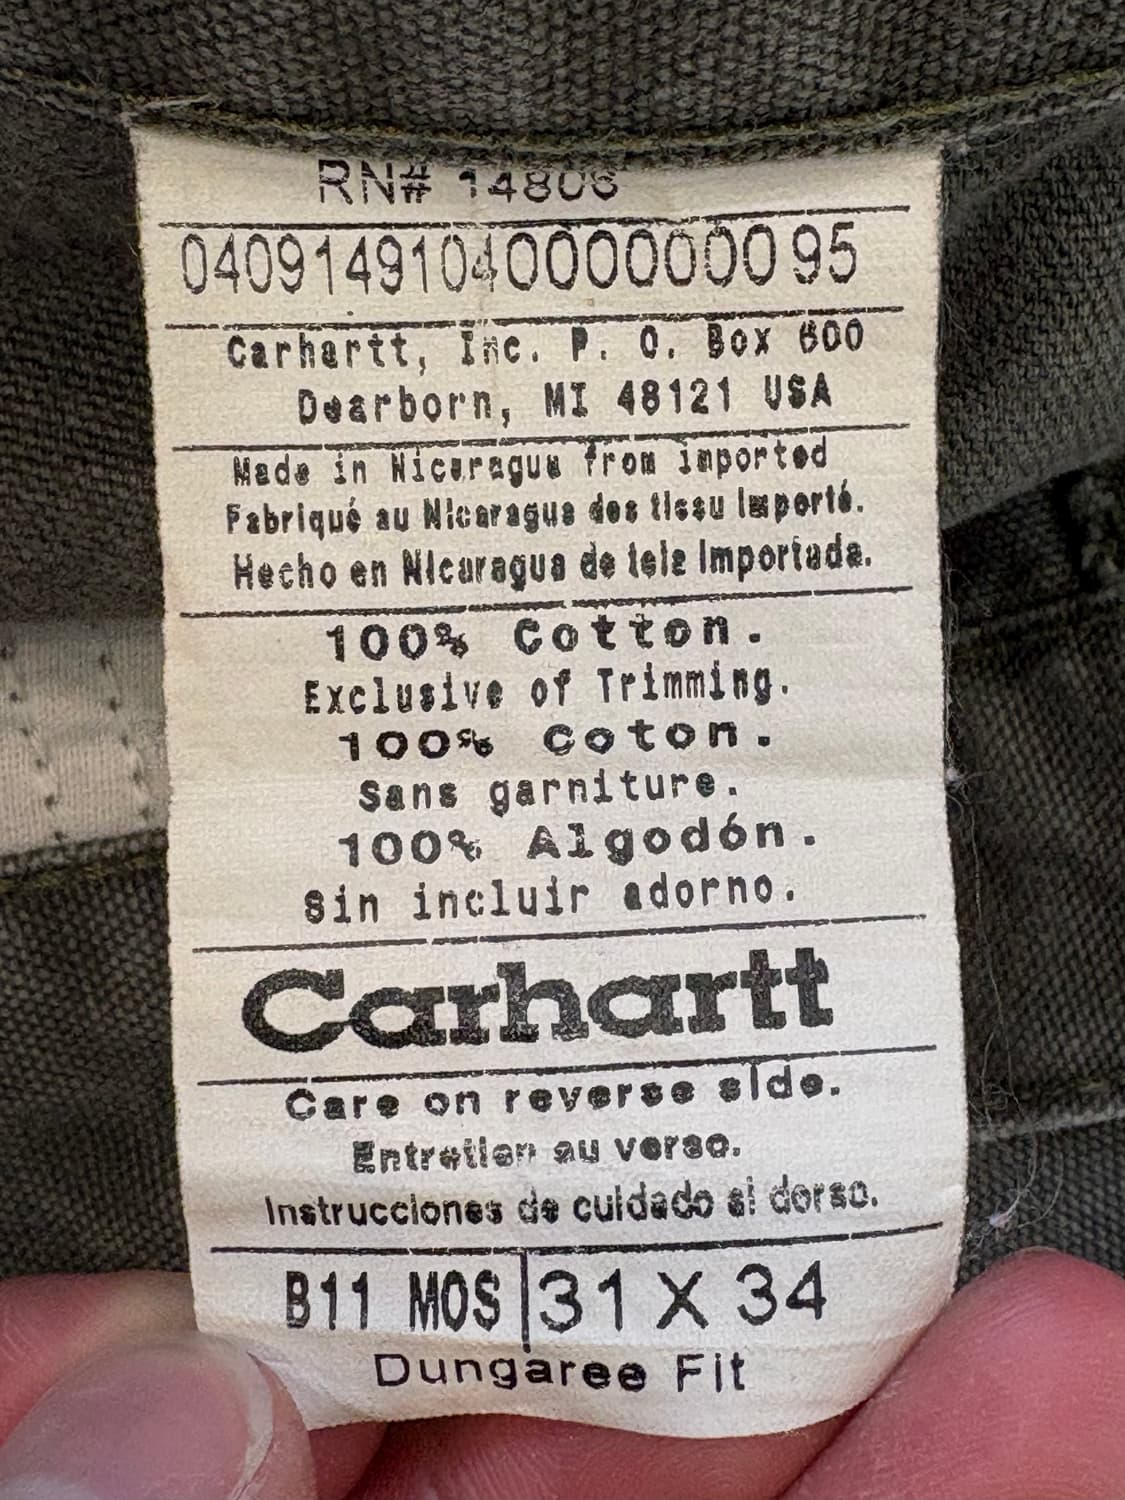 RN# 14806
0409149104000000095
Carhartt, Inc. P. O. Box 600
Dearborn, MI 48121 USA
Made in Nicaragua from imported
Fabriqué au Nicaragua des tissu Importé.
Hecho en Nicaragua de tela Importada.
100% Cotton.
Exclusive of Trimming.
100% Coton.
Sans garniture.
100% Algodón.
Sin incluir adorno.
Carhartt
Care on reverse side.
Entretien au verso.
Instrucciones de cuidado al dorso.
B11 MOS | 31 X 34
Dungaree Fit